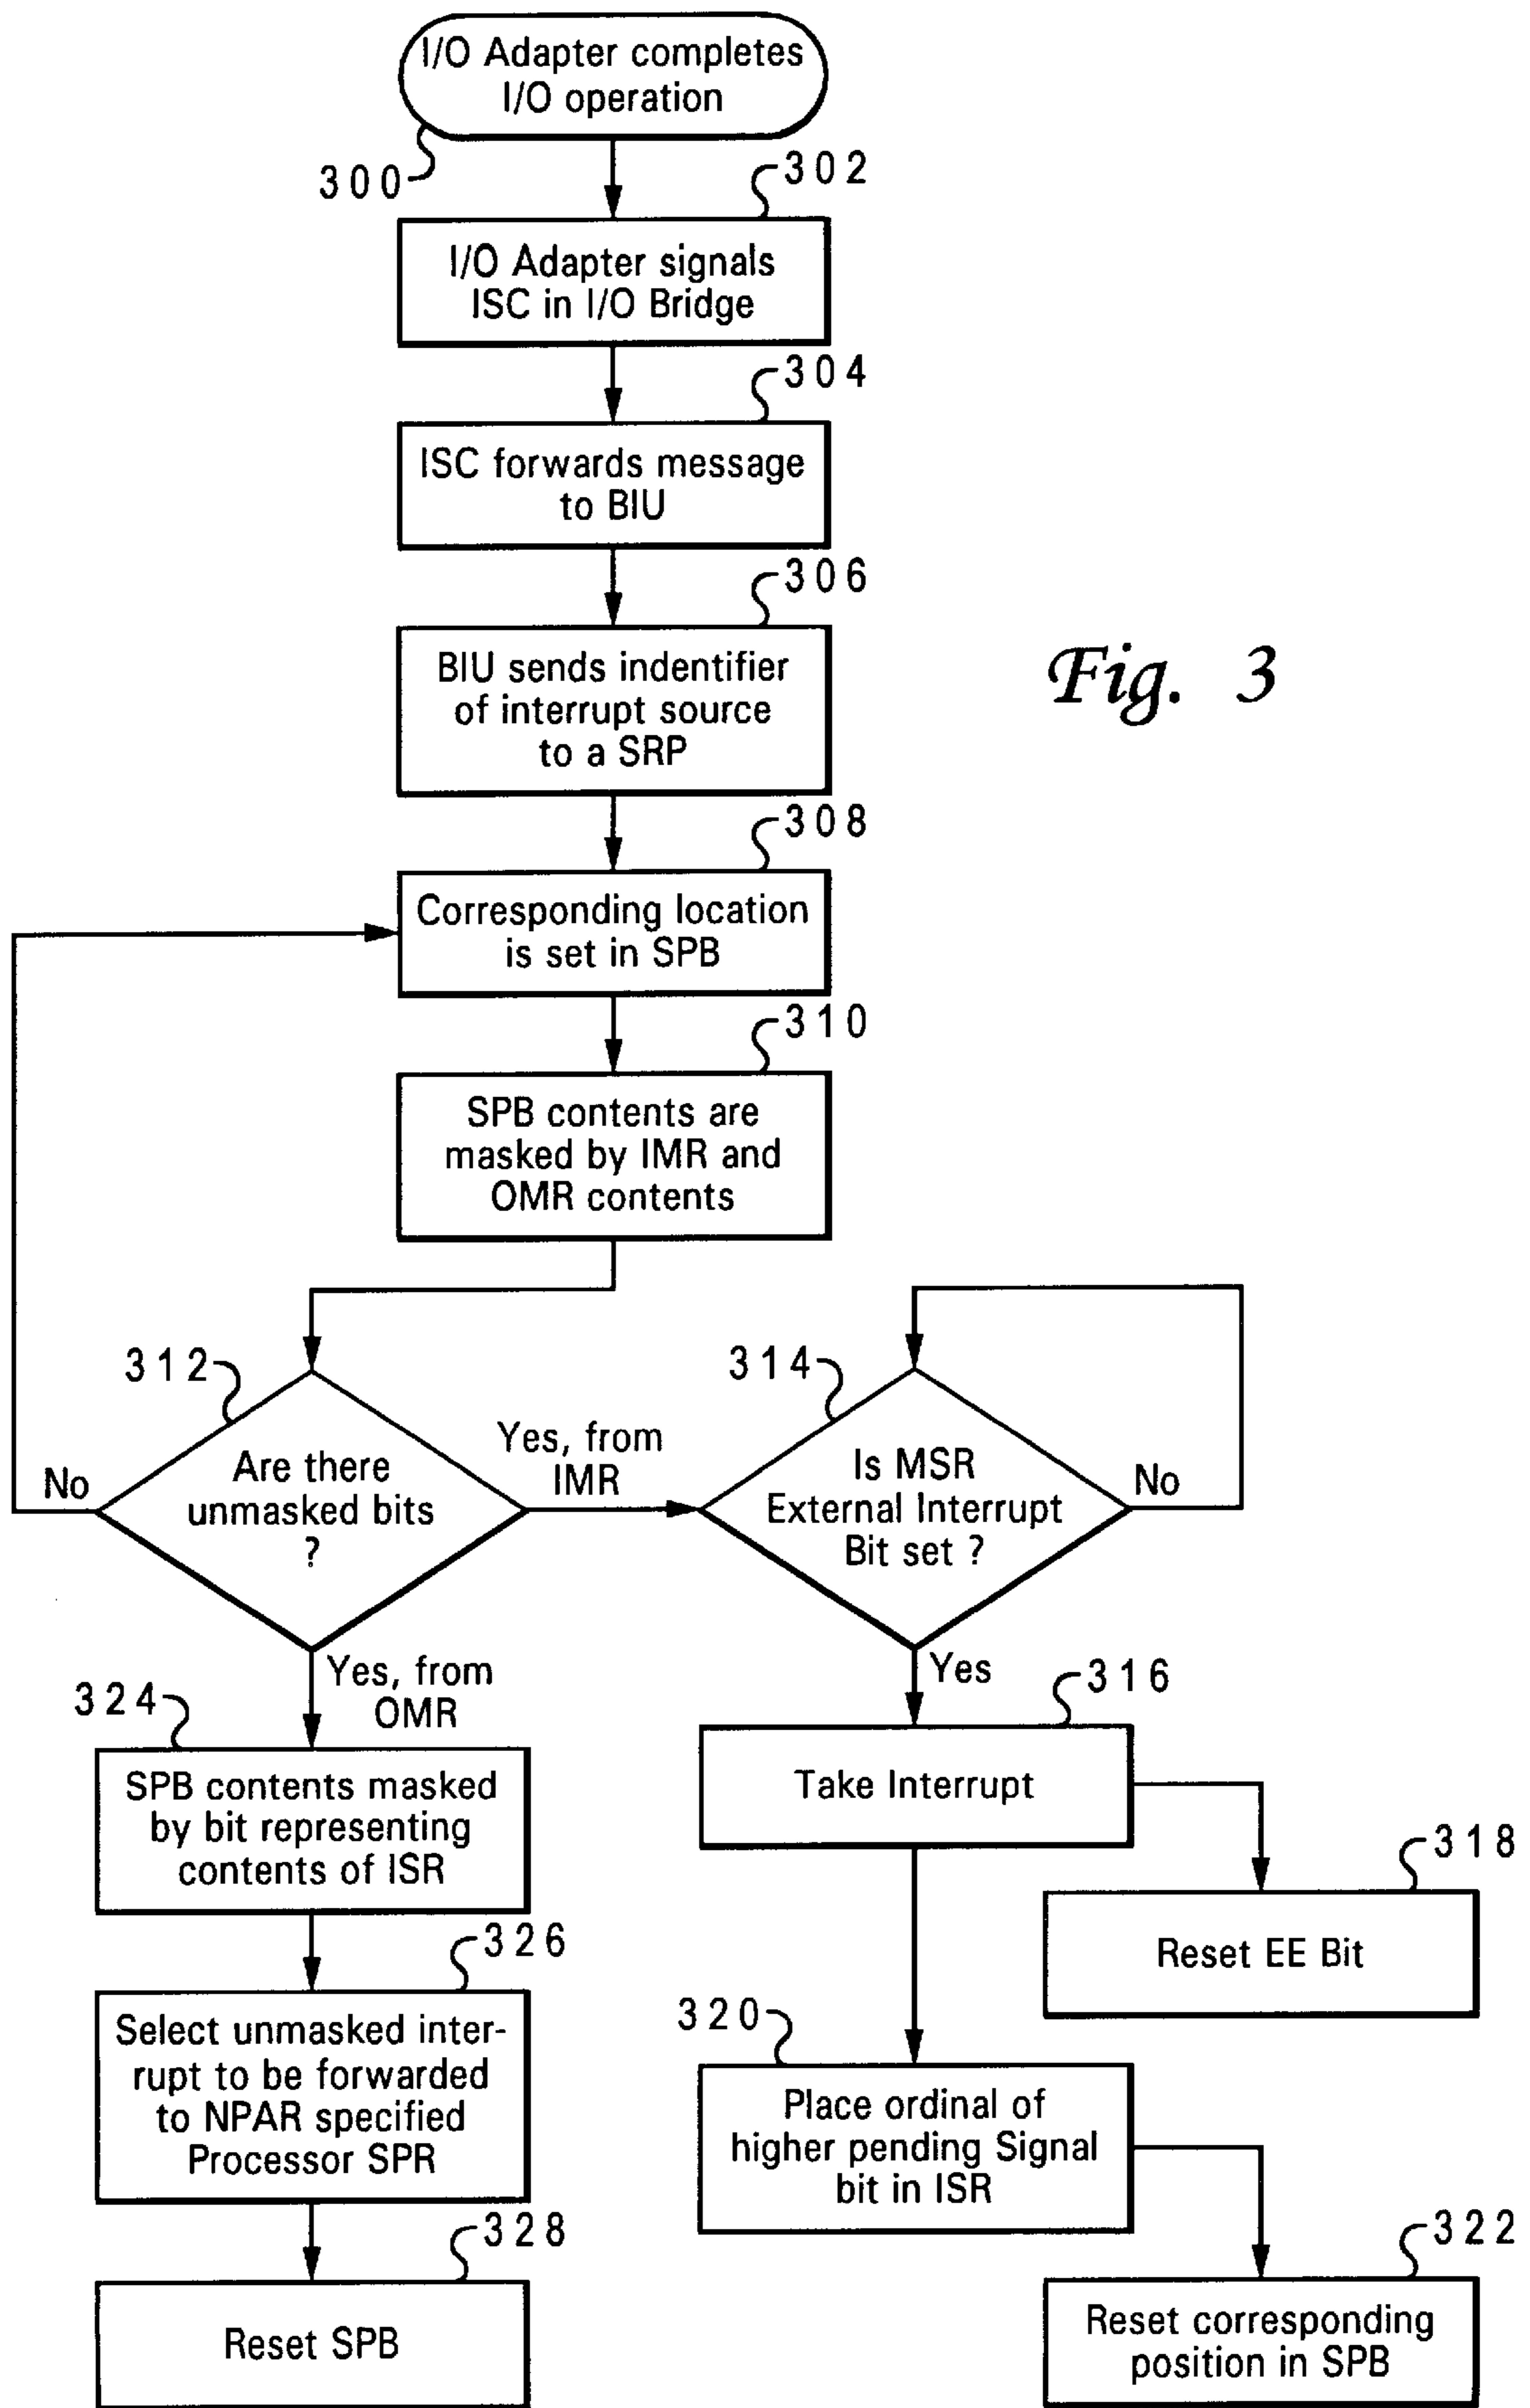 I/O Adapter completes
I/O operation
300
302
I/O Adapter signals
ISC in I/O Bridge
304
ISC forwards message
to BIU
306
BIU sends indentifier
of interrupt source
to a SRP
Fig. 3
308
Corresponding location
is set in SPB
310
SPB contents are
masked by IMR and
OMR contents
312
Are there
unmasked bits
?
No
Yes, from
IMR
314
Is MSR
External Interrupt
Bit set ?
No
Yes, from
OMR
Yes
316
Take Interrupt
318
Reset EE Bit
324
SPB contents masked
by bit representing
contents of ISR
326
Select unmasked inter-
rupt to be forwarded
to NPAR specified
Processor SPR
320
Place ordinal of
higher pending Signal
bit in ISR
328
Reset SPB
322
Reset corresponding
position in SPB